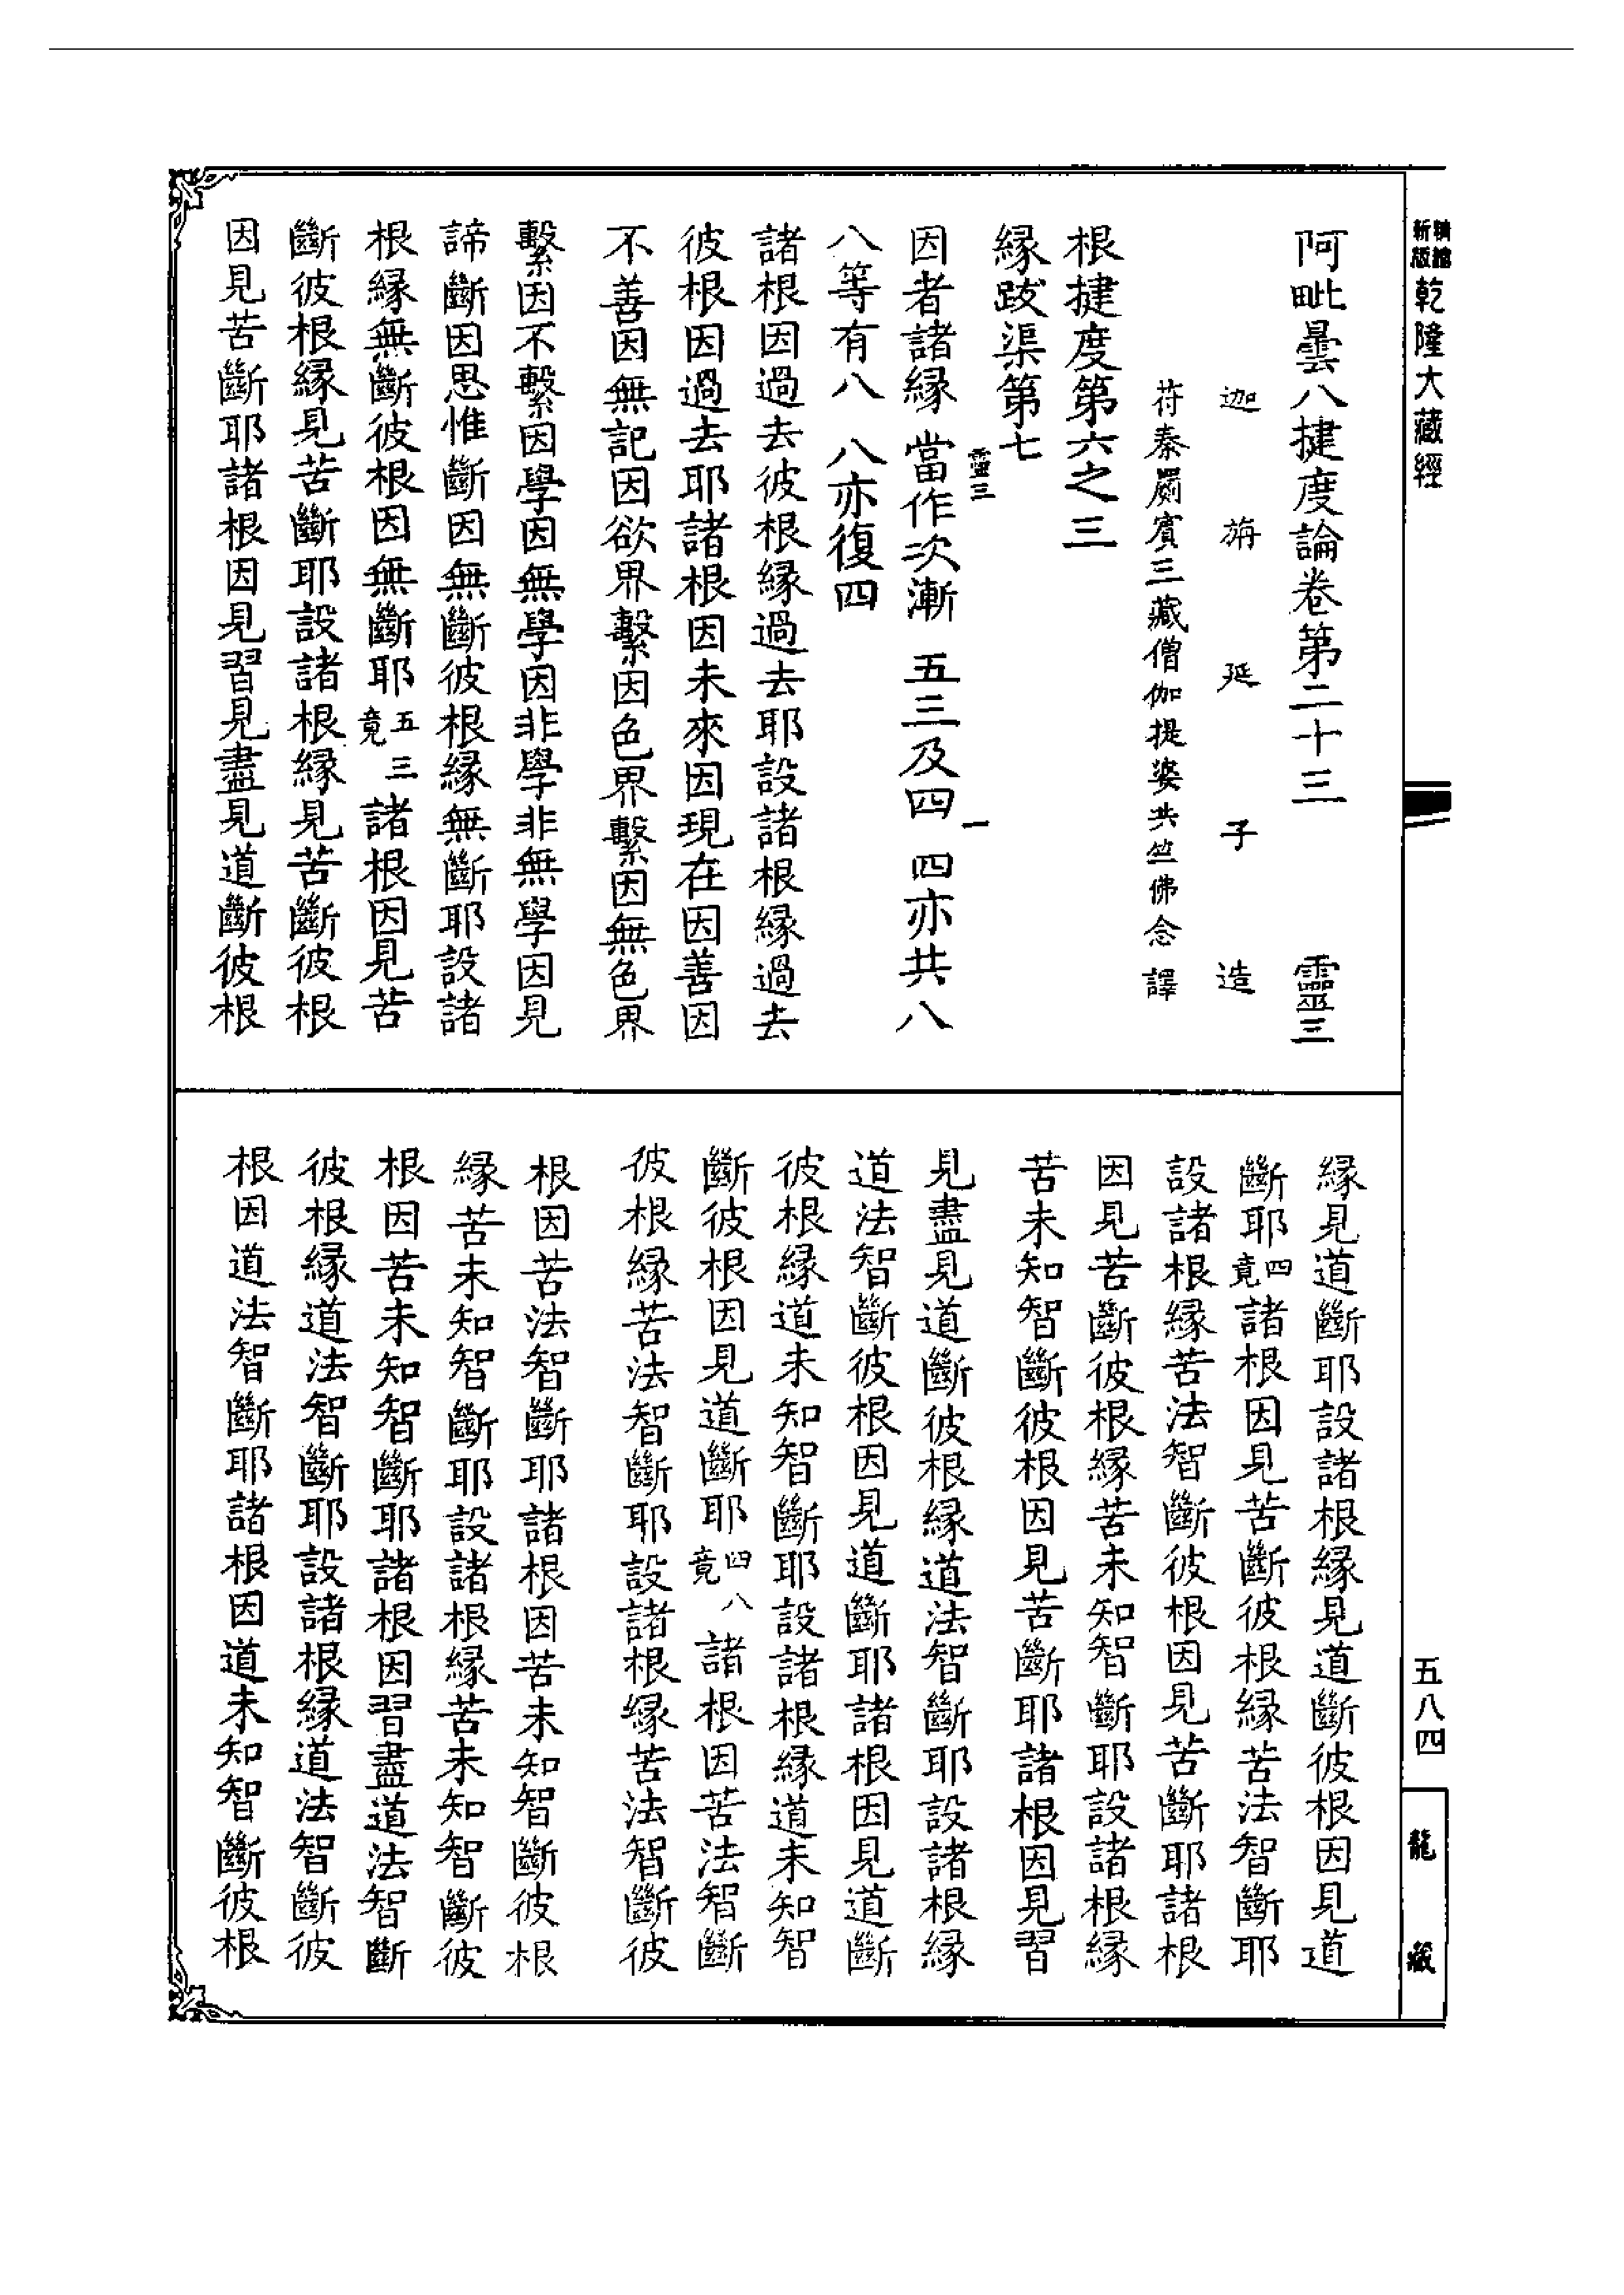 新版
精縮
乾隆大藏經
五八四
龍藏
阿毗曇八揵度論卷第二十三　靈三
迦旃延子造
苻秦罽賓三藏僧伽提婆共竺佛念譯
根揵度第六之三
緣跋渠第七
靈三　一
因者諸緣　當作次漸　五三及四　四亦共八
八等有八　八亦復四
諸根因過去彼根緣過去耶設諸根緣過去
彼根因過去耶諸根因未來因現在因善因
不善因無記因欲界繫因色界繫因無色界
繫因不繫因學因無學因非學非無學因見
諦斷因思惟斷因無斷彼根緣無斷耶設諸
根緣無斷彼根因無斷耶五三竟諸根因見苦
斷彼根緣見苦斷耶設諸根緣見苦斷彼根
因見苦斷耶諸根因見習見盡見道斷彼根
緣見道斷耶設諸根緣見道斷彼根因見道
斷耶四竟諸根因見苦斷彼根緣苦法智斷耶
設諸根緣苦法智斷彼根因見苦斷耶諸根
因見苦斷彼根緣苦未知智斷耶設諸根緣
苦未知智斷彼根因見苦斷耶諸根因見習
見盡見道斷彼根緣道法智斷耶設諸根緣
道法智斷彼根因見道斷耶諸根因見道斷
彼根緣道未知智斷耶設諸根緣道未知智
斷彼根因見道斷耶四八竟諸根因苦法智斷
彼根緣苦法智斷耶設諸根緣苦法智斷彼
根因苦法智斷耶諸根因苦未知智斷彼根
緣苦未知智斷耶設諸根緣苦未知智斷彼
根因苦未知智斷耶諸根因習盡道法智斷
彼根緣道法智斷耶設諸根緣道法智斷彼
根因道法智斷耶諸根因道未知智斷彼根